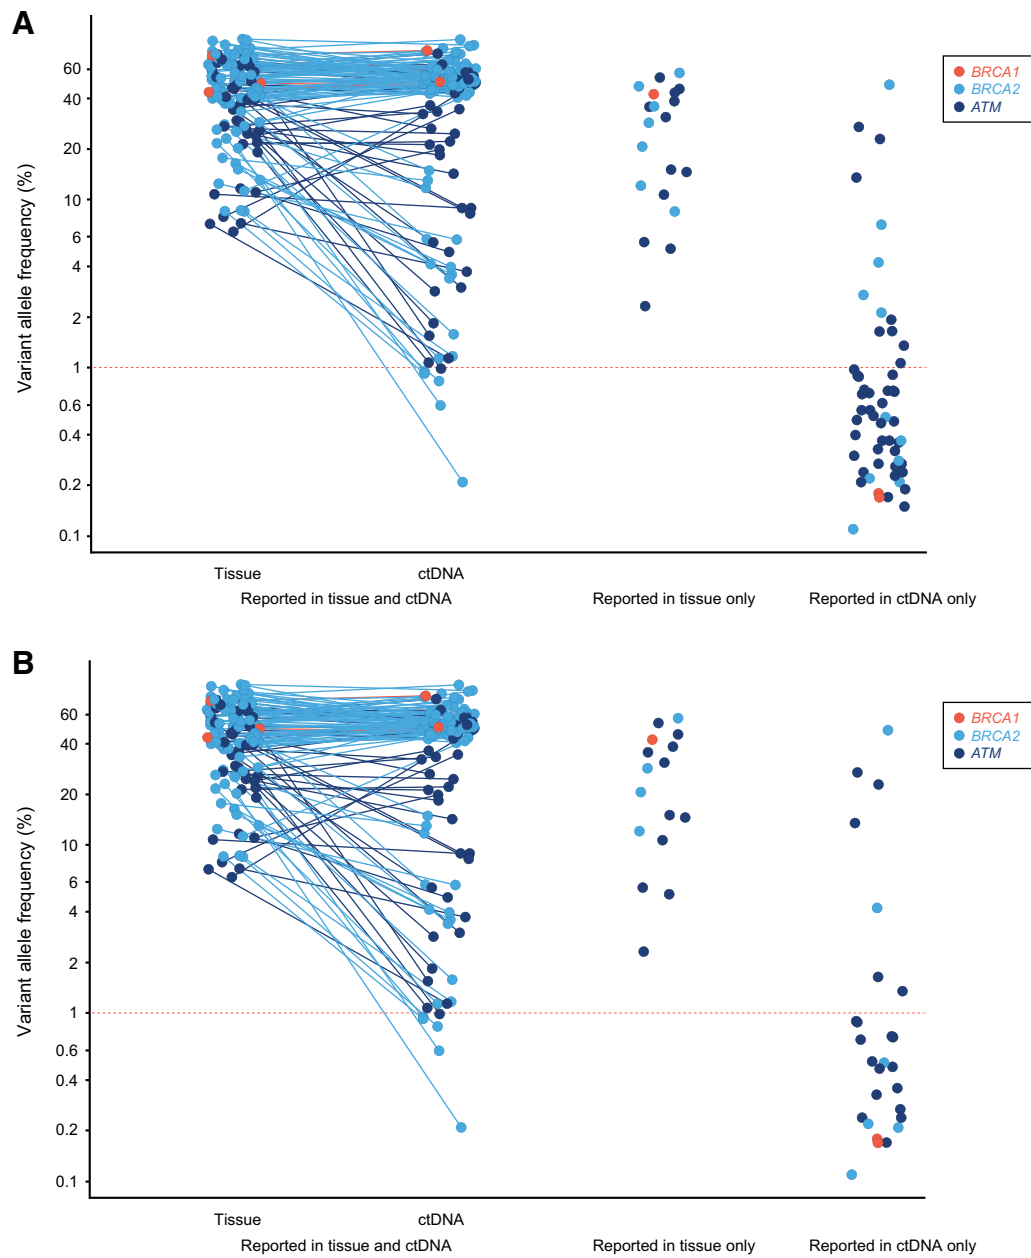 A
Variant allele frequency (%)
60
40
20
10
6
4
2
1
0.6
0.4
0.2
0.1
BRCA1
BRCA2
ATM
Tissue ctDNA
Reported in tissue and ctDNA Reported in tissue only Reported in ctDNA only
B
Variant allele frequency (%)
60
40
20
10
6
4
2
1
0.6
0.4
0.2
0.1
BRCA1
BRCA2
ATM
Tissue ctDNA
Reported in tissue and ctDNA Reported in tissue only Reported in ctDNA only